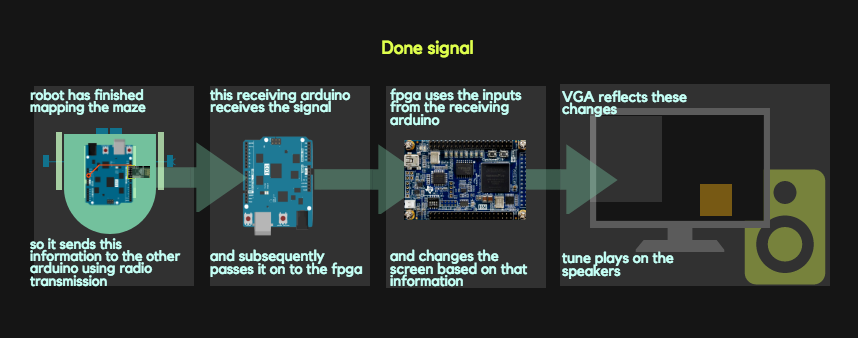 Done signal
robot has finished
mapping the maze
so it sends this
information to the other
arduino using radio
transmission
this receiving arduino
receives the signal
and subsequently
passes it on to the fpga
fpga uses the inputs
from the receiving
arduino
and changes the
screen based on that
information
VGA reflects these
changes
tune plays on the
speakers